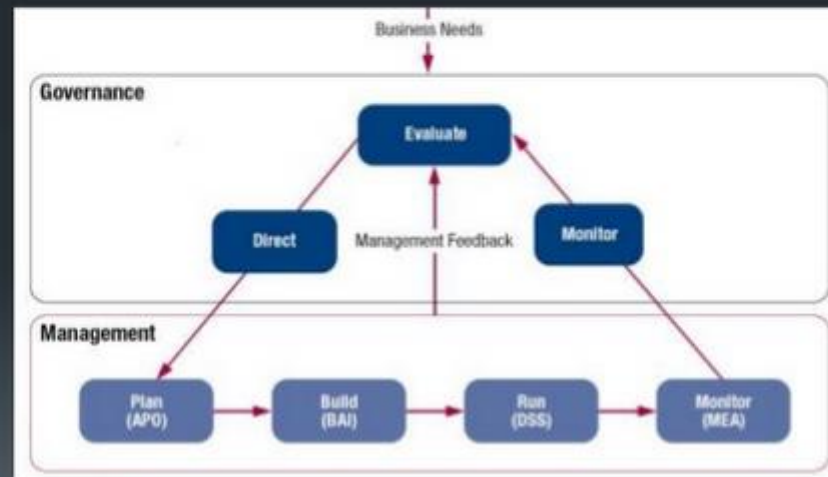 Business Needs
Governance
Evaluate
Direct
Management Feedback
Monitor
Management
Plan
(APO)
Build
(BAI)
Run
(DSS)
Monitor
(MEA)